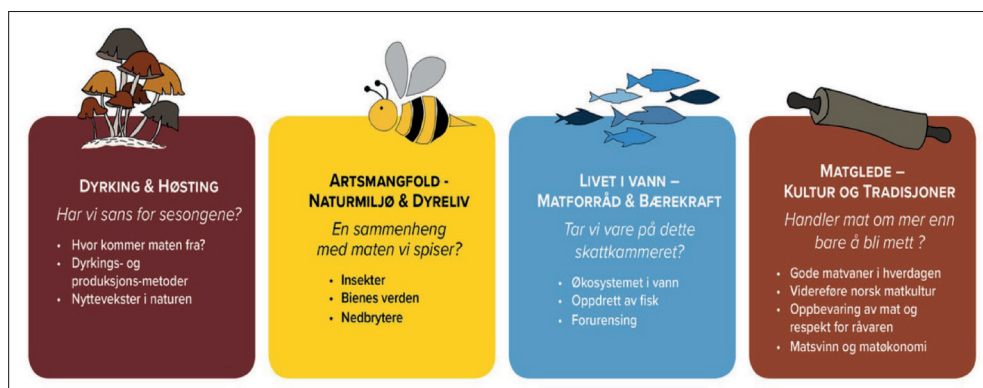 DYRKING & HØSTING
Har vi sans for sesongene?
• Hvor kommer maten fra?
• Dyrkings- og
produksjons-metoder
• Nyttevekster i naturen
ARTSMANGFOLD -
NATURMILJØ & DYRELIV
En sammenheng
med maten vi spiser?
• Insekter
• Bienes verden
• Nedbrytere
LIVET I VANN –
MATFORRÅD & BÆREKRAFT
Tar vi vare på dette
skattkammeret?
• Økosystemet i vann
• Oppdrett av fisk
• Forurensing
MATGLEDE –
KULTUR OG TRADISJONER
Handler mat om mer enn
bare å bli mett ?
• Gode matvaner i hverdagen
• Videreføre norsk matkultur
• Oppbevaring av mat og
respekt for råvaren
• Matsvinn og matøkonomi